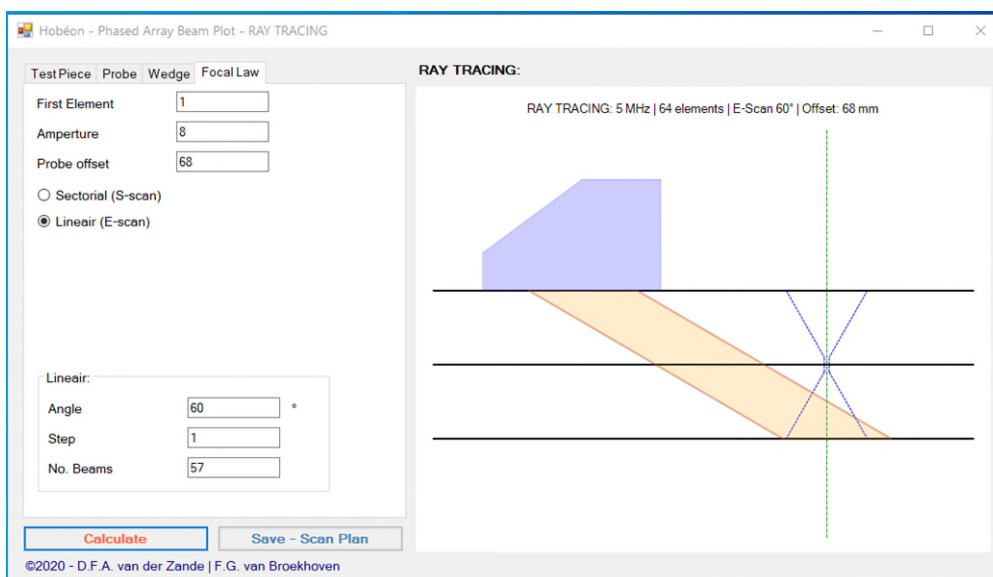 Hobéon - Phased Array Beam Plot - RAY TRACING
Test Piece Probe Wedge Focal Law
First Element 1
Amperture 8
Probe offset 68
Sectorial (S-scan)
Lineair (E-scan)
Lineair:
Angle 60 °
Step 1
No. Beams 57
Calculate Save - Scan Plan
©2020 - D.F.A. van der Zande | F.G. van Broekhoven
RAY TRACING:
RAY TRACING: 5 MHz | 64 elements | E-Scan 60° | Offset: 68 mm